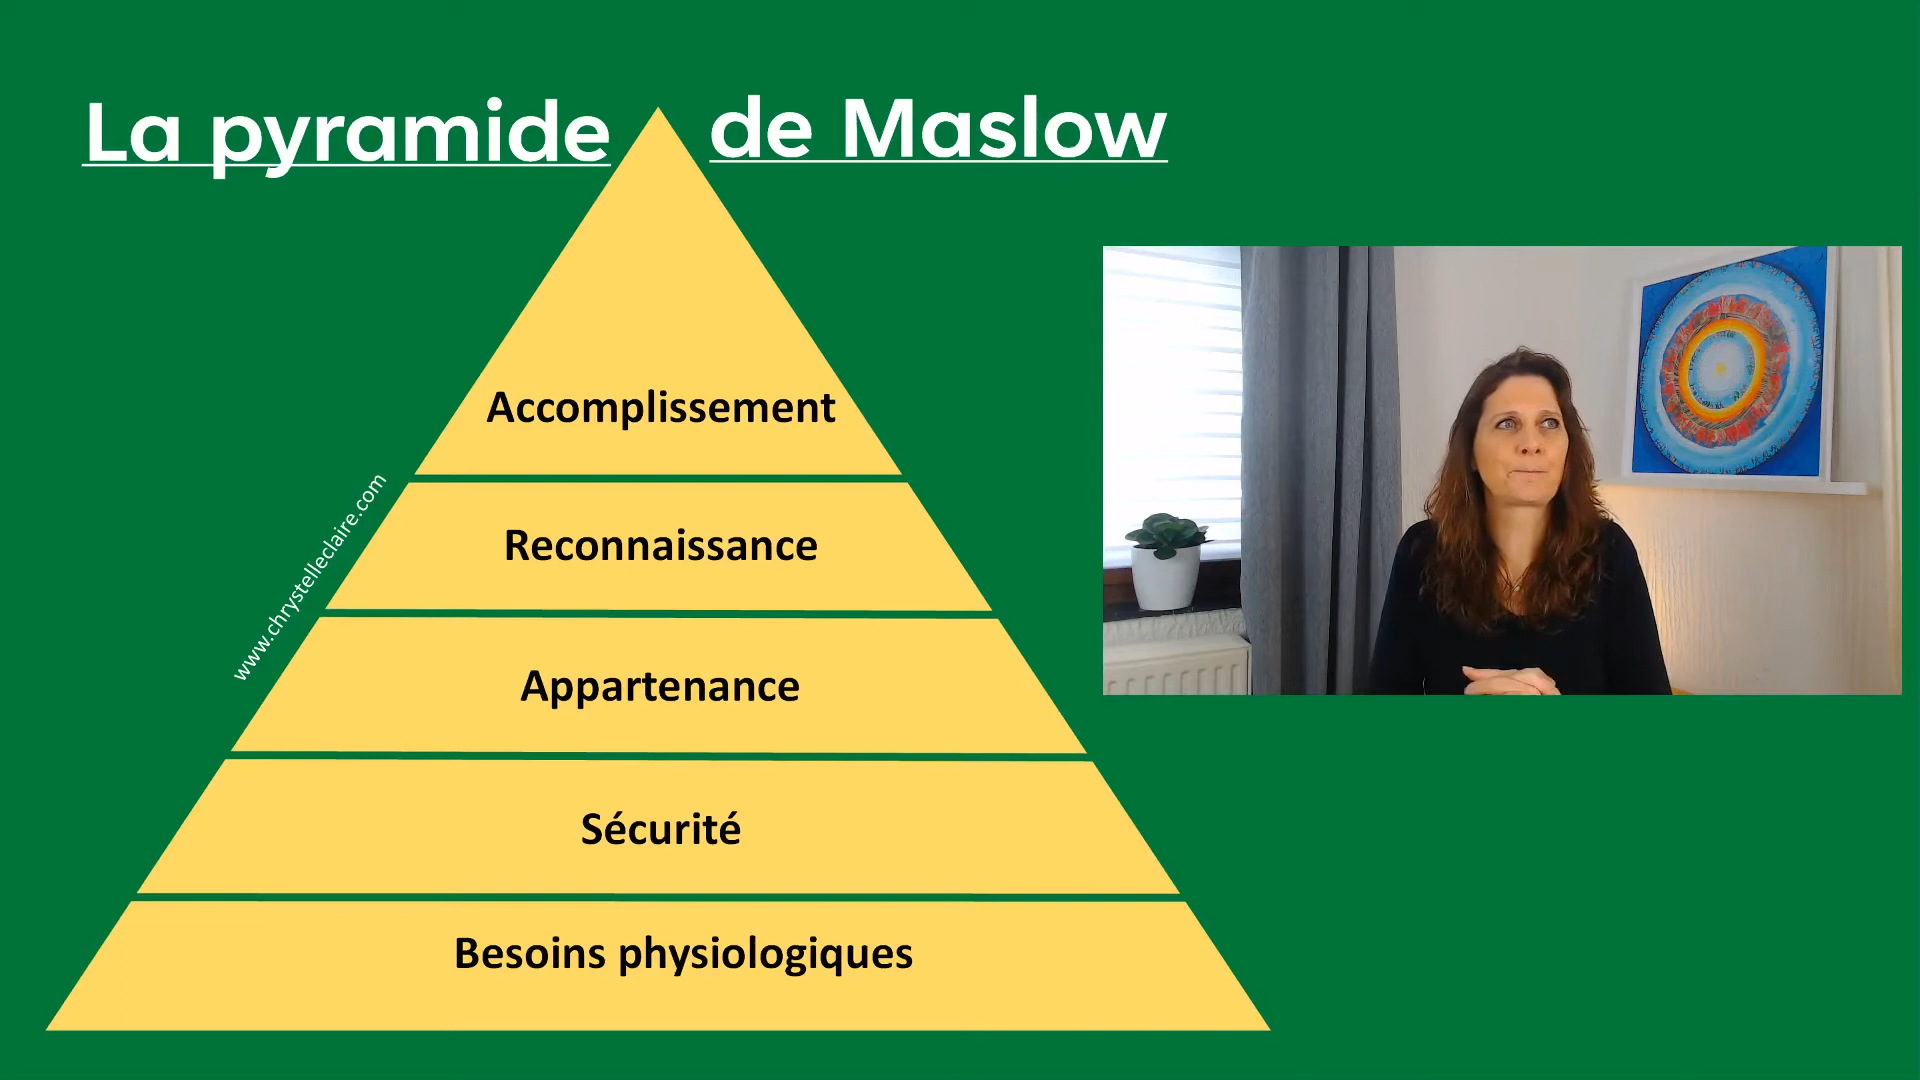 La pyramide de Maslow
Accomplissement
Reconnaissance
www.chrystelleclaire.com
Appartenance
Sécurité
Besoins physiologiques